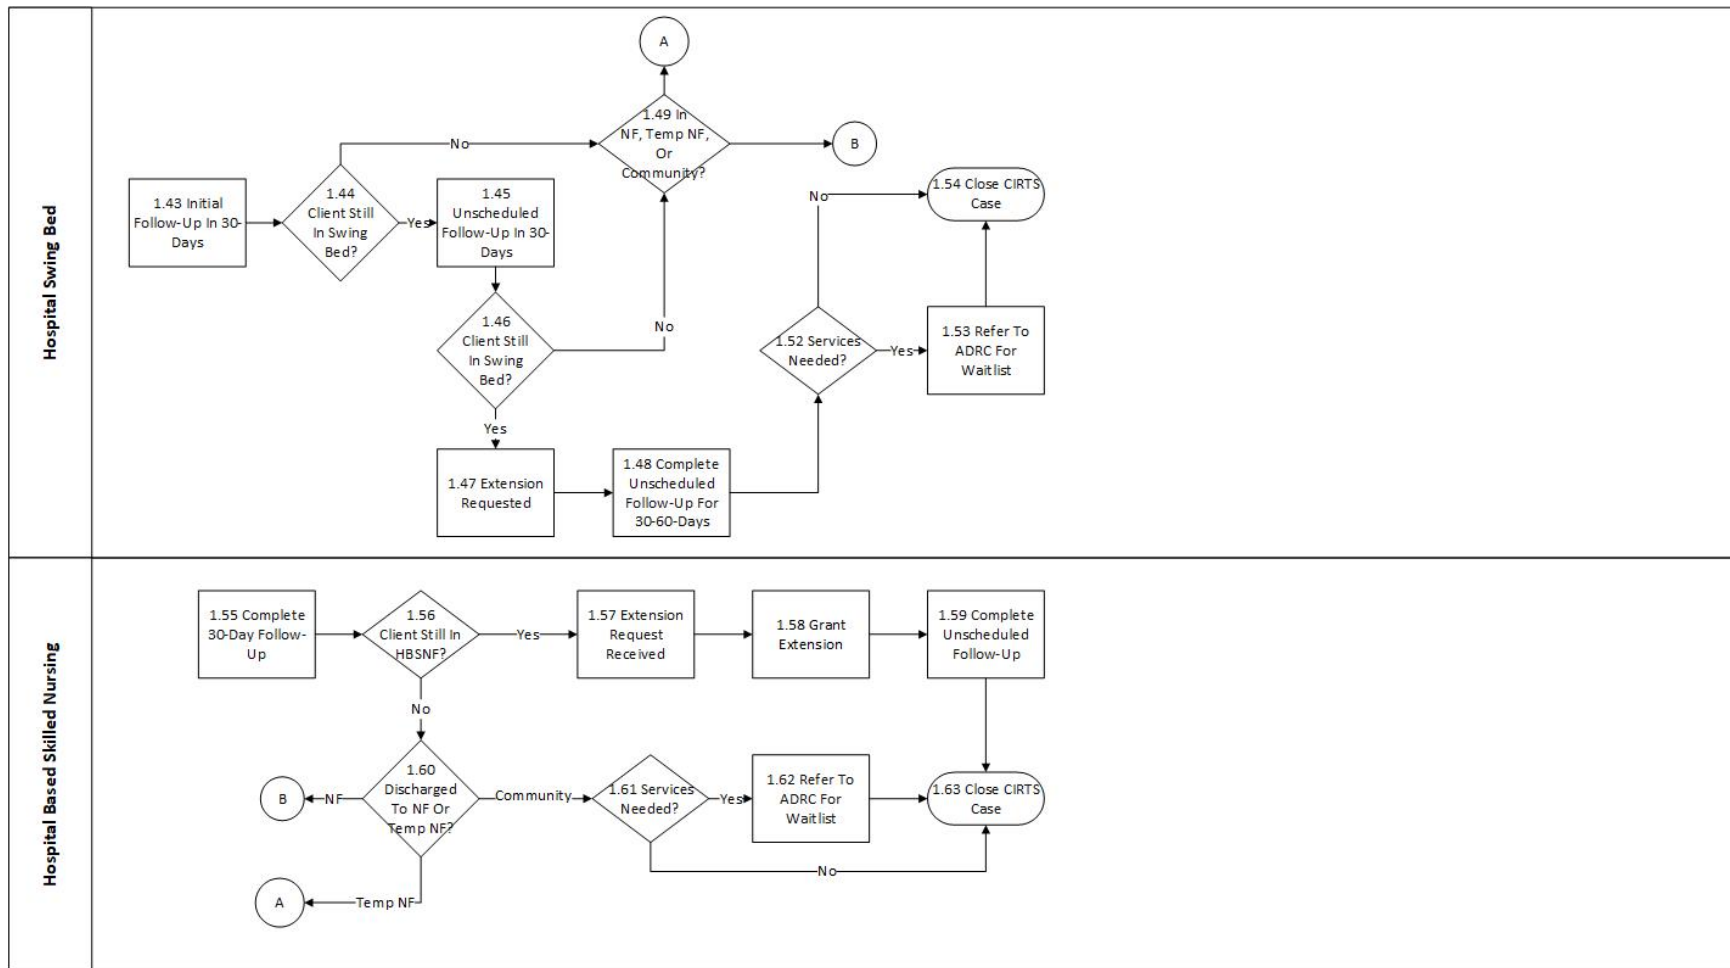 Hospital Swing Bed
A
1.49 In
NF, Temp NF,
Or
Community?
No
B
1.43 Initial
Follow-Up In 30-
Days
1.44
Client Still
In Swing
Bed?
Yes
1.45
Unscheduled
Follow-Up In 30-
Days
No
1.54 Close CIRTS
Case
1.46
Client Still
In Swing
Bed?
No
1.52 Services
Needed?
Yes
1.53 Refer To
ADRC For
Waitlist
Yes
1.47 Extension
Requested
1.48 Complete
Unscheduled
Follow-Up For
30-60-Days
Hospital Based Skilled Nursing
1.55 Complete
30-Day Follow-
Up
1.56
Client Still In
HBSNF?
Yes
1.57 Extension
Request
Received
1.58 Grant
Extension
1.59 Complete
Unscheduled
Follow-Up
No
B
NF
1.60
Discharged
To NF Or
Temp NF?
Community
1.61 Services
Needed?
Yes
1.62 Refer To
ADRC For
Waitlist
1.63 Close CIRTS
Case
No
A
Temp NF